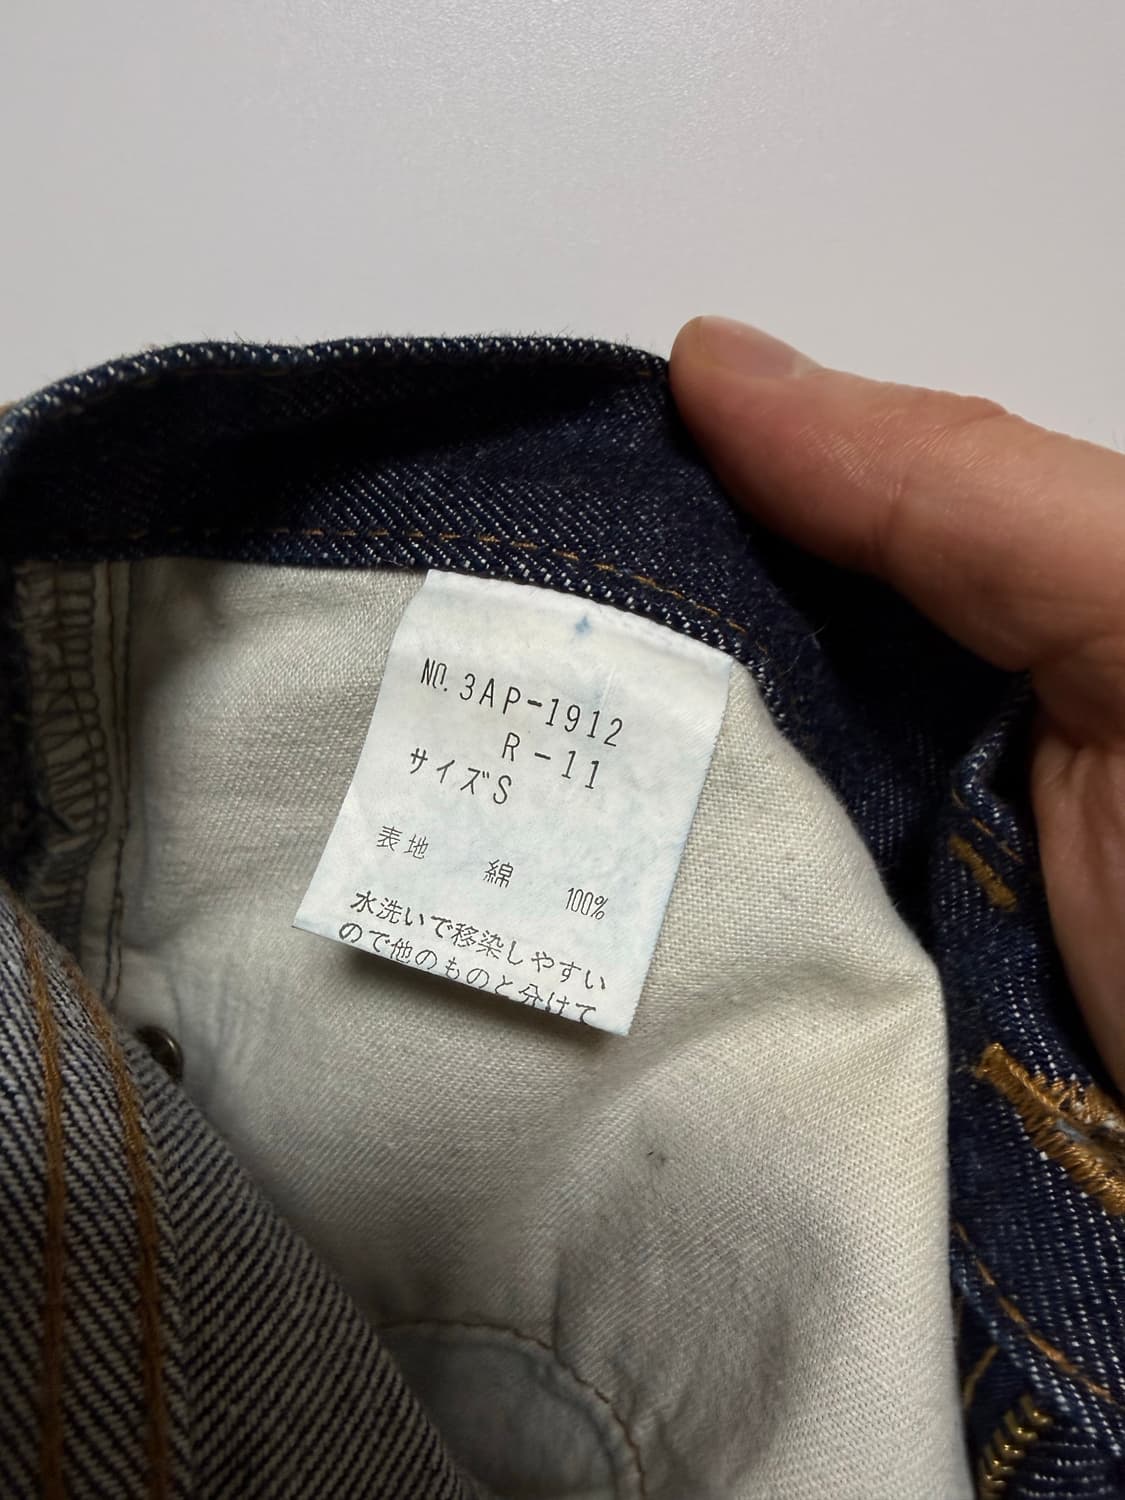 NO. 3AP-1912
R-11
サイズS
表地 綿 100%
水洗いで移染しやすい
ので他のものと分けて